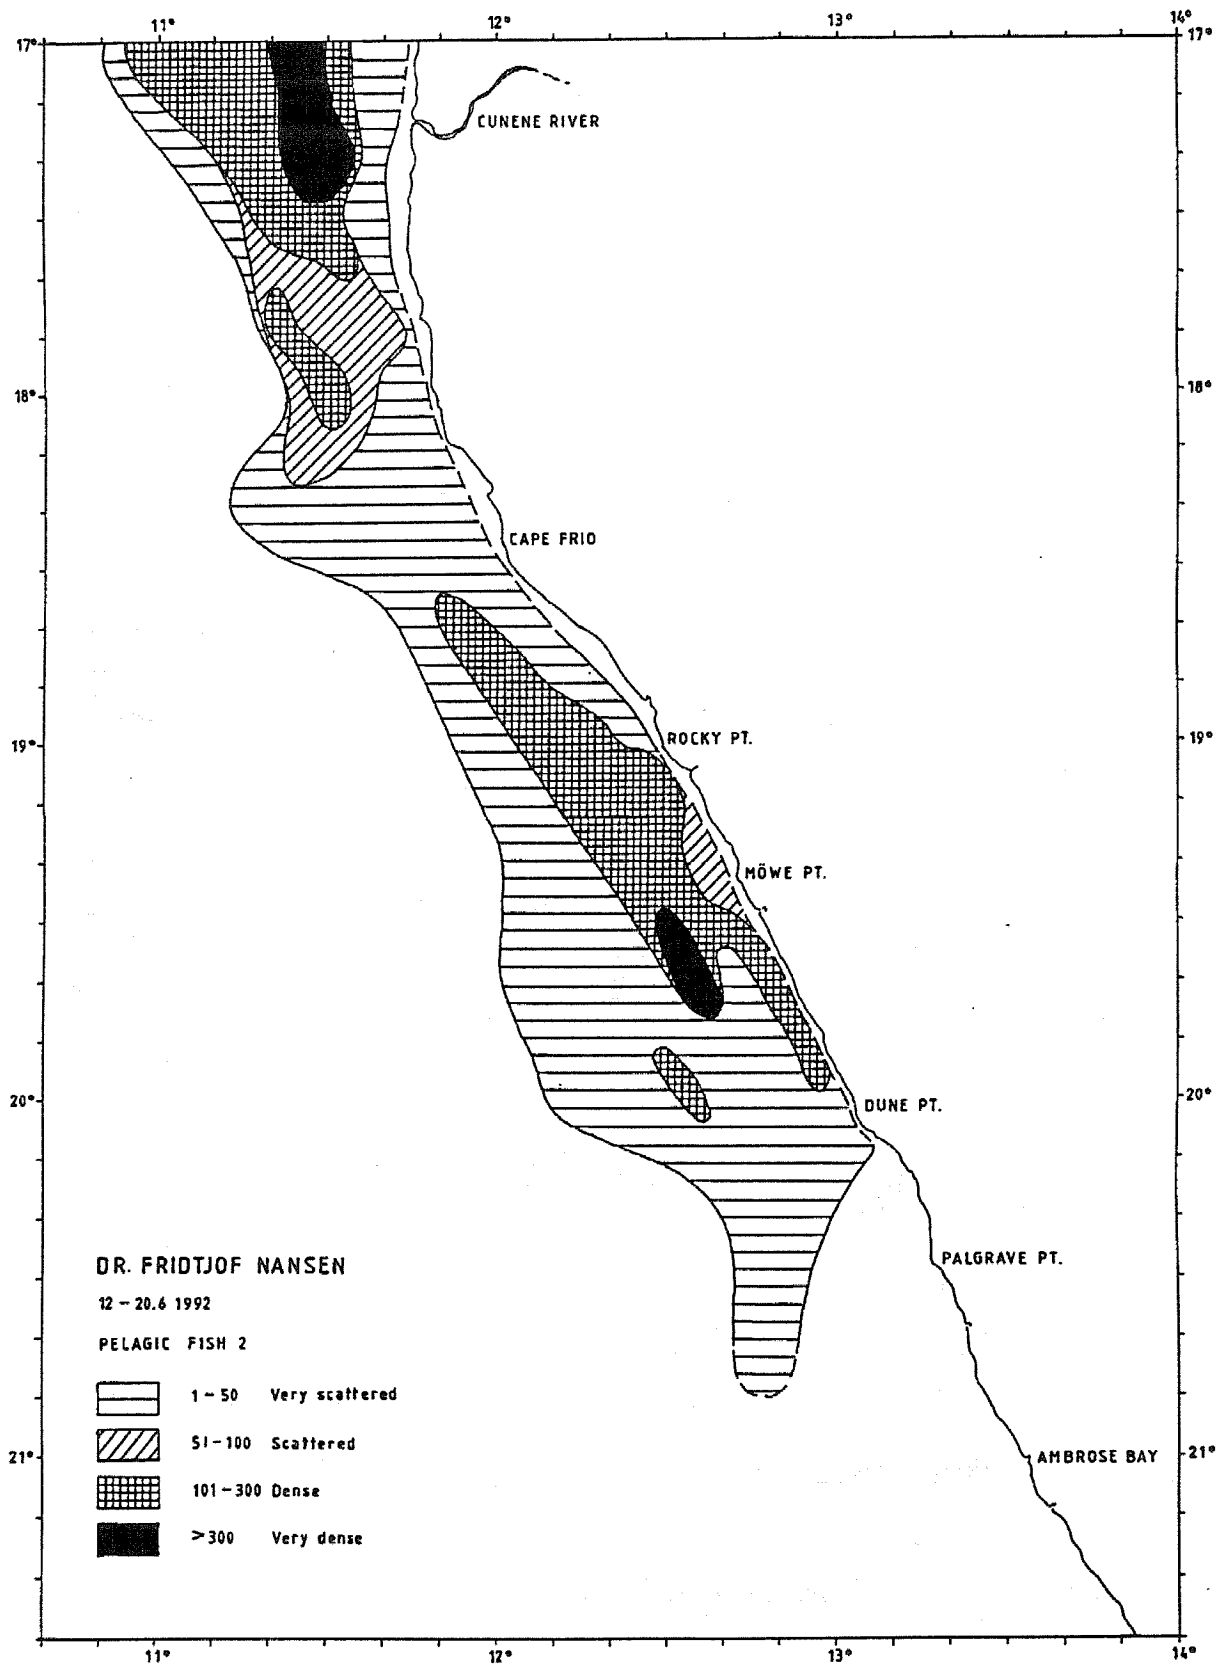 11° 12° 13° 14°
17° 17°
CUNENE RIVER
18° 18°
CAPE FRIO
ROCKY PT.
19° 19°
MÖWE PT.
20° 20°
DUNE PT.
PALGRAVE PT.
DR. FRIDTJOF NANSEN
12-20.6 1992
PELAGIC FISH 2
1-50 Very scattered
51-100 Scattered
21° 21°
AMBROSE BAY
101-300 Dense
>300 Very dense
11° 12° 13° 14°